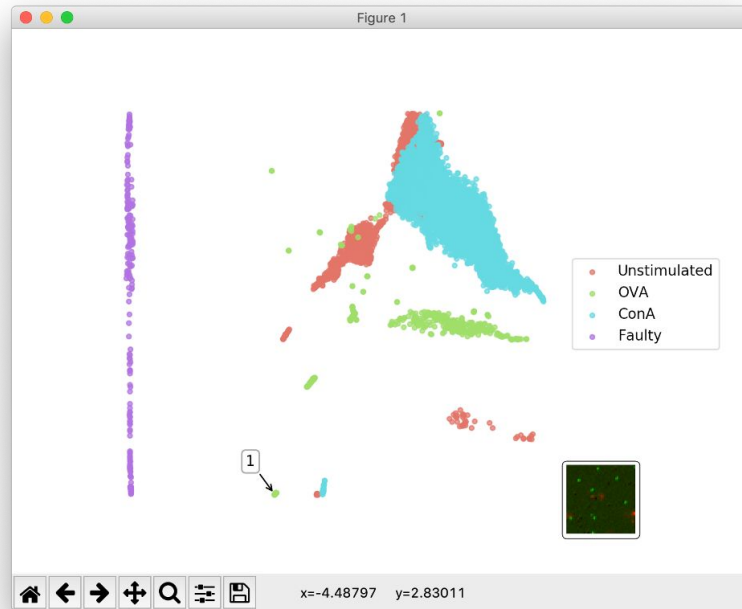 Figure 1
Unstimulated
OVA
ConA
Faulty
1
x=-4.48797 y=2.83011